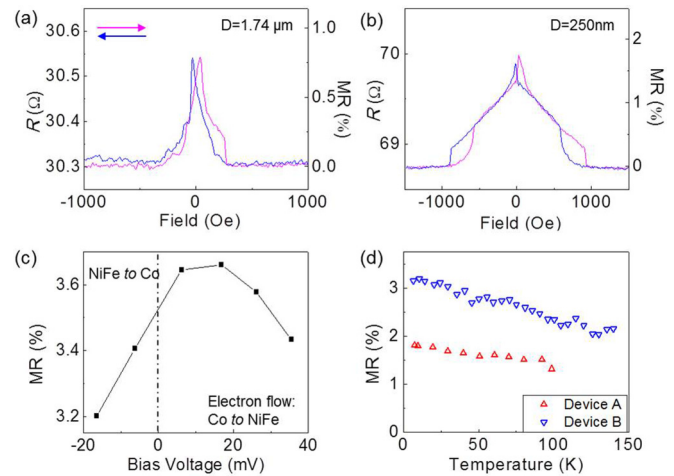 (a)
D=1.74 µm
30.6
30.5
30.4
30.3
R (Ω)
1.0
0.5
0.0
MR (%)
-1000
0
1000
Field (Oe)
(b)
D=250nm
70
69
R (Ω)
2
1
0
MR (%)
-1000
0
1000
Field (Oe)
(c)
NiFe to Co
Electron flow:
Co to NiFe
3.6
3.4
3.2
MR (%)
-20
0
20
40
Bias Voltage (mV)
(d)
4
3
2
1
0
MR (%)
Device A
Device B
0
50
100
150
Temperature (K)